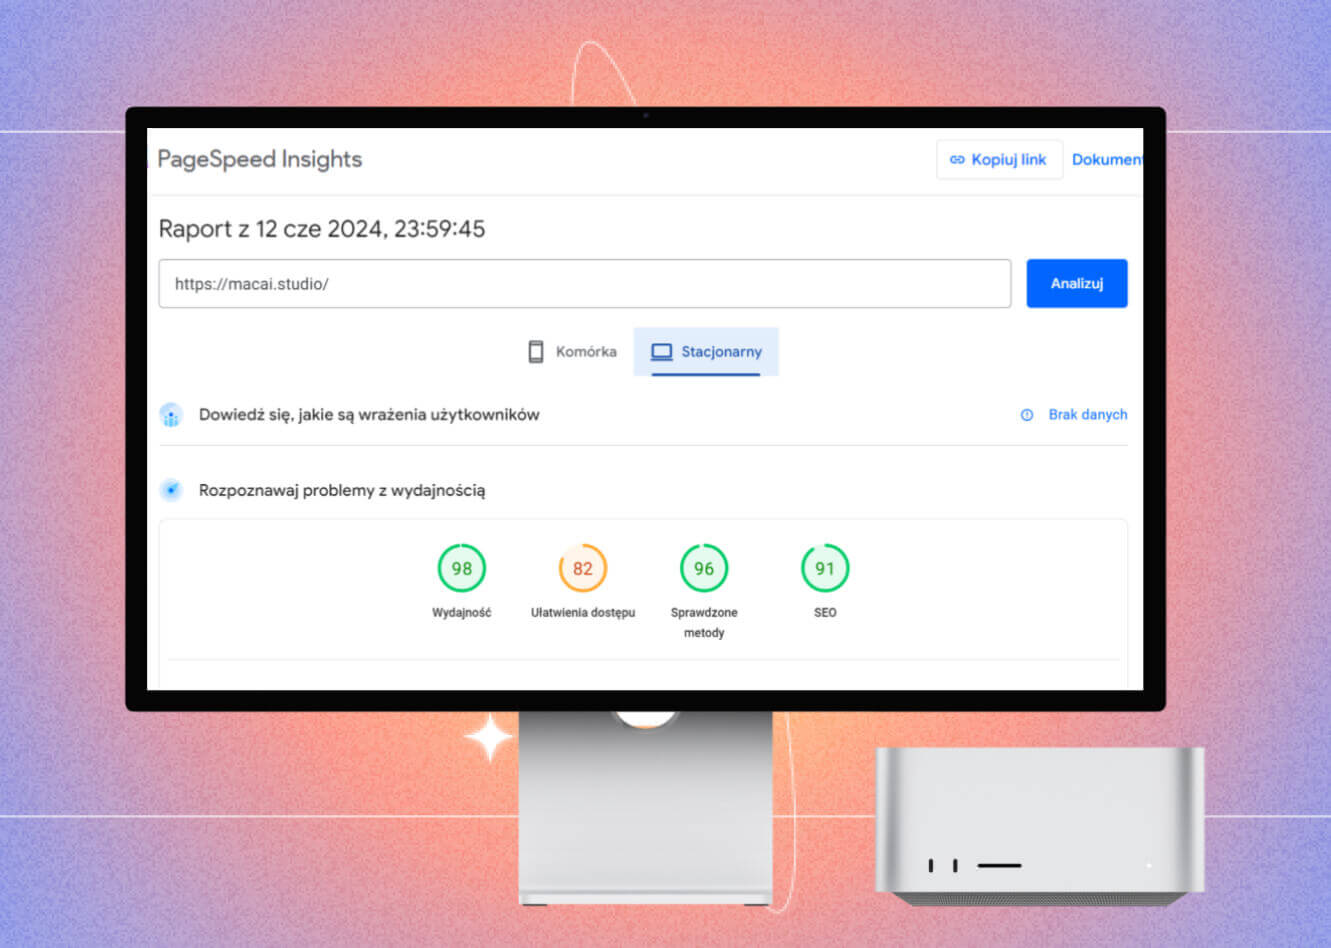 PageSpeed Insights
Kopiuj link
Dokument
Raport z 12 cze 2024, 23:59:45
https://macai.studio/
Analizuj
Komórka
Stacjonarny
Dowiedź się, jakie są wrażenia użytkowników
Brak danych
Rozpoznawaj problemy z wydajnością
98
82
96
91
Wydajność
Ułatwienia dostępu
Sprawdzone
metody
SEO